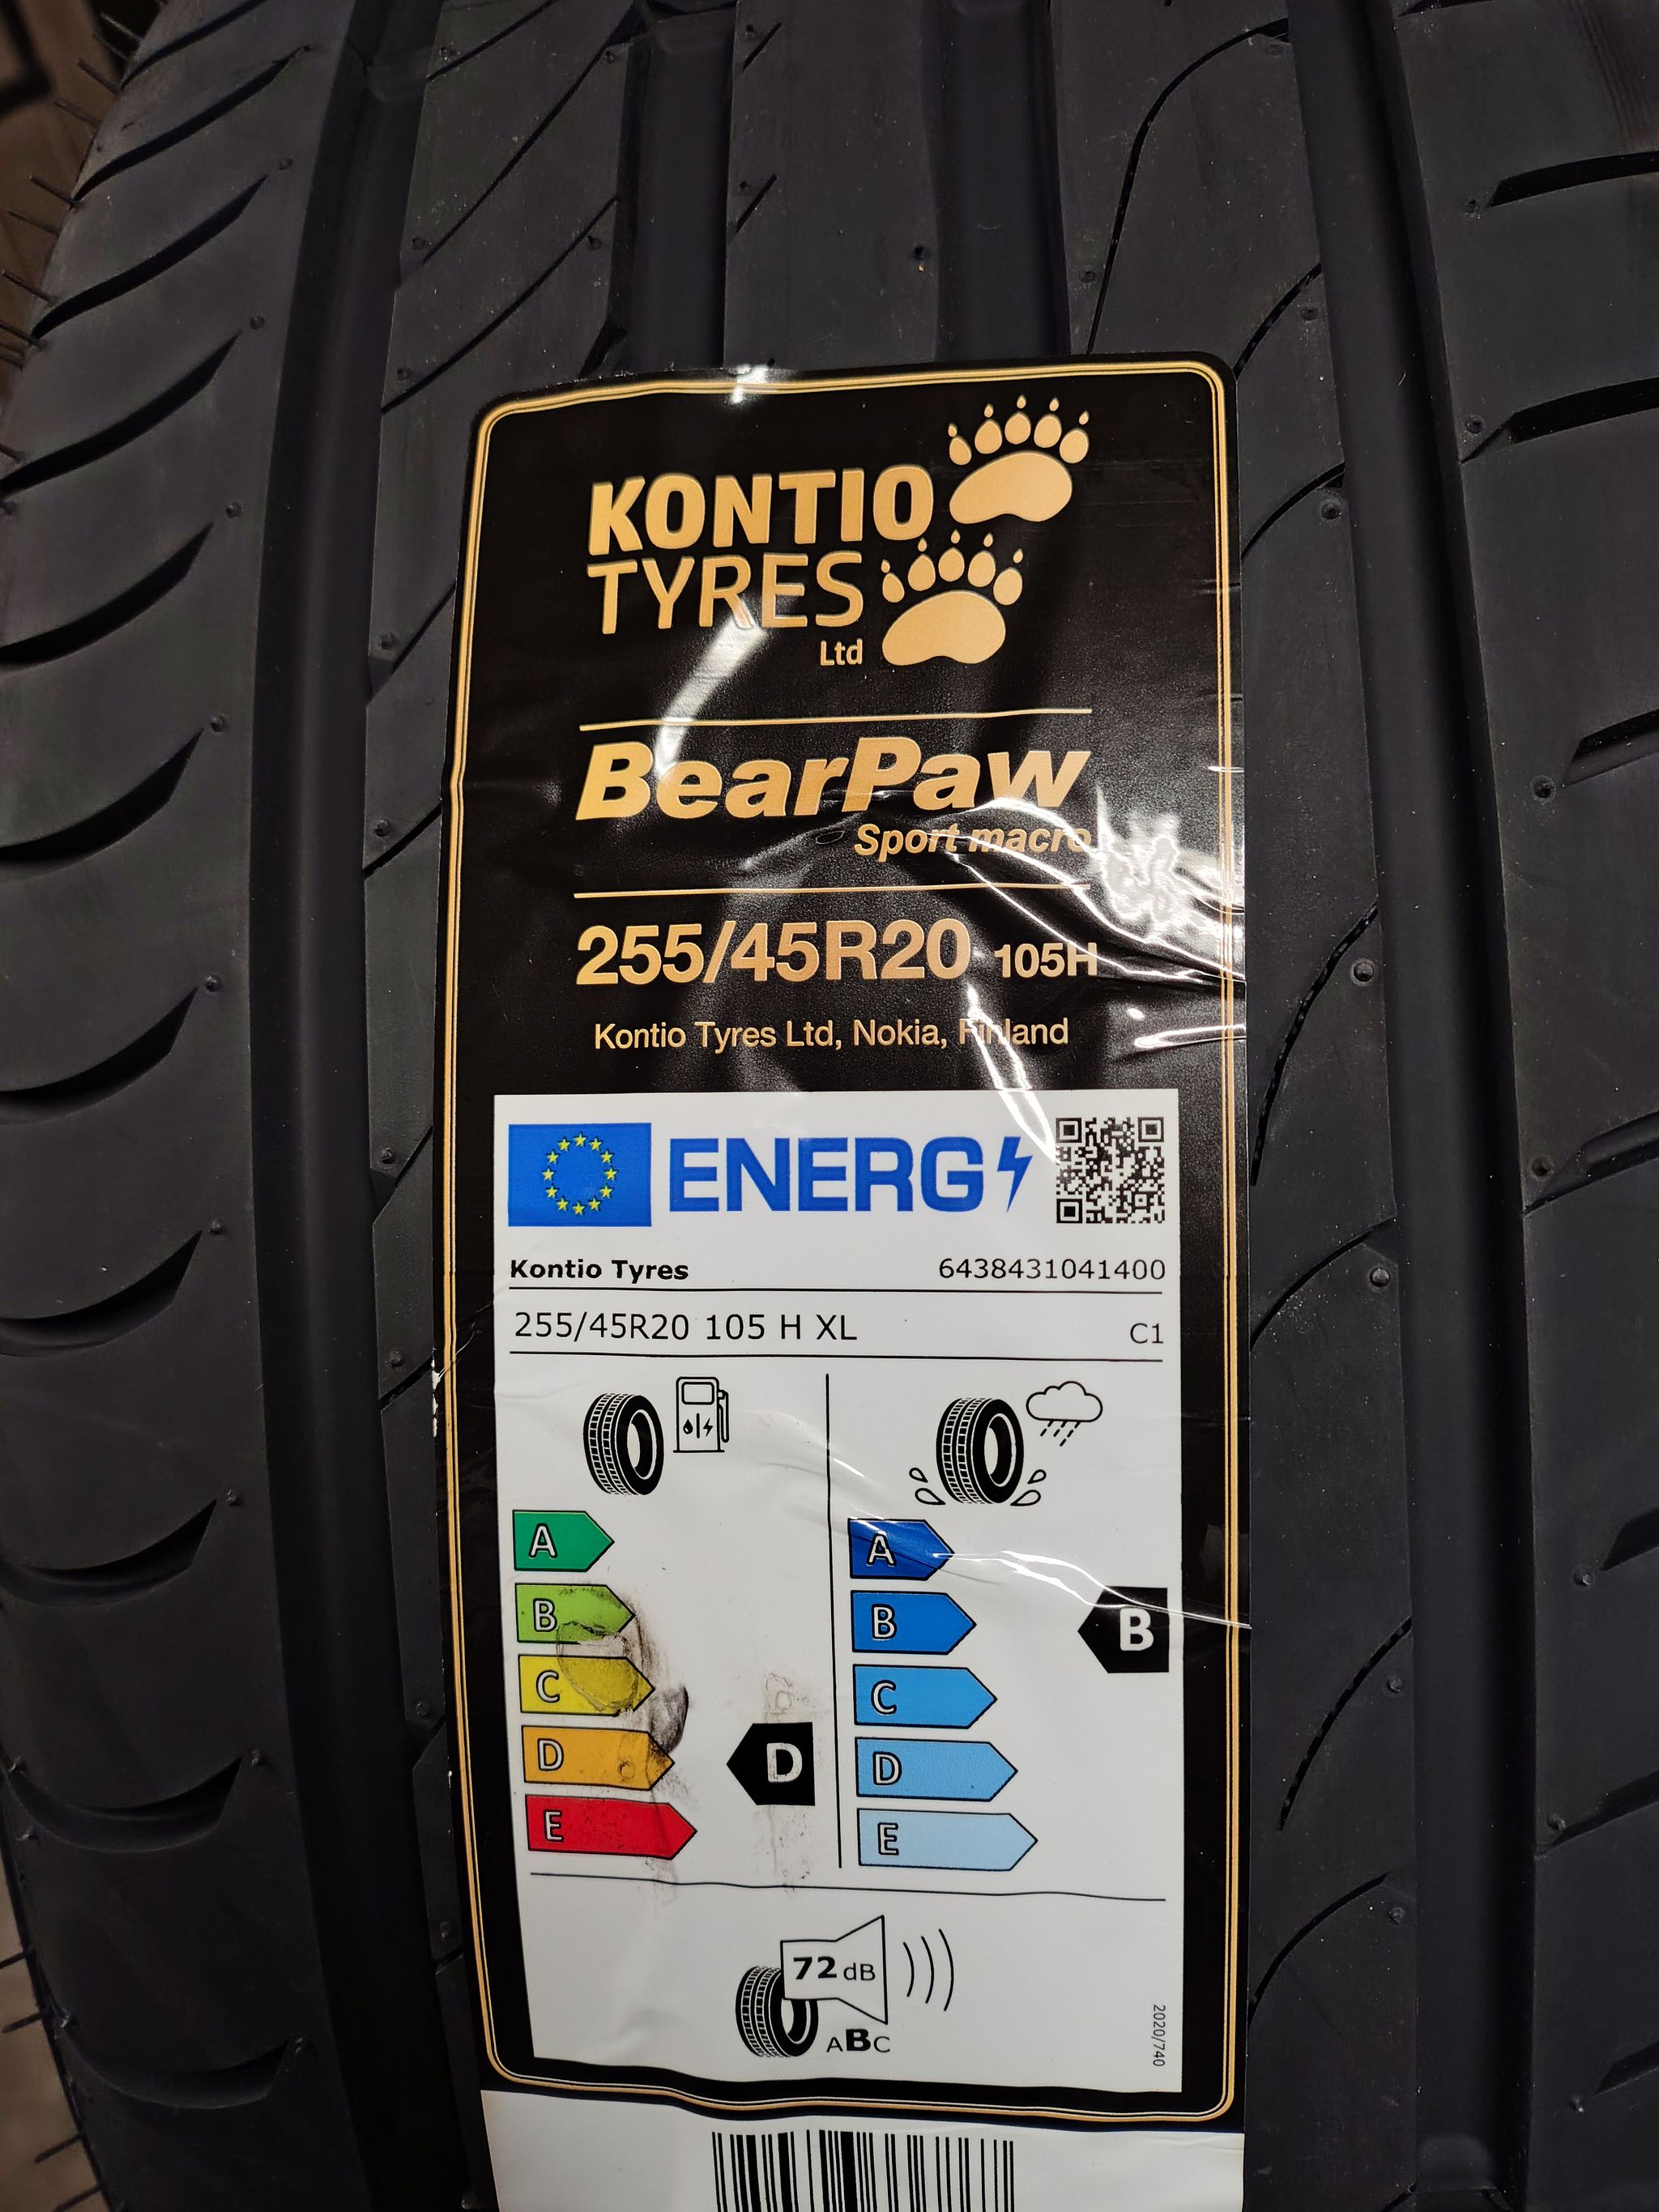 KONTIO
TYRES
Ltd
BearPaw
Sport macro
255/45R20 105H
Kontio Tyres Ltd, Nokia, Finland
ENERG
Kontio Tyres 6438431041400
255/45R20 105 H XL C1
A A
B B B
C C
D D D
E E
72 dB
ABC
2020/740